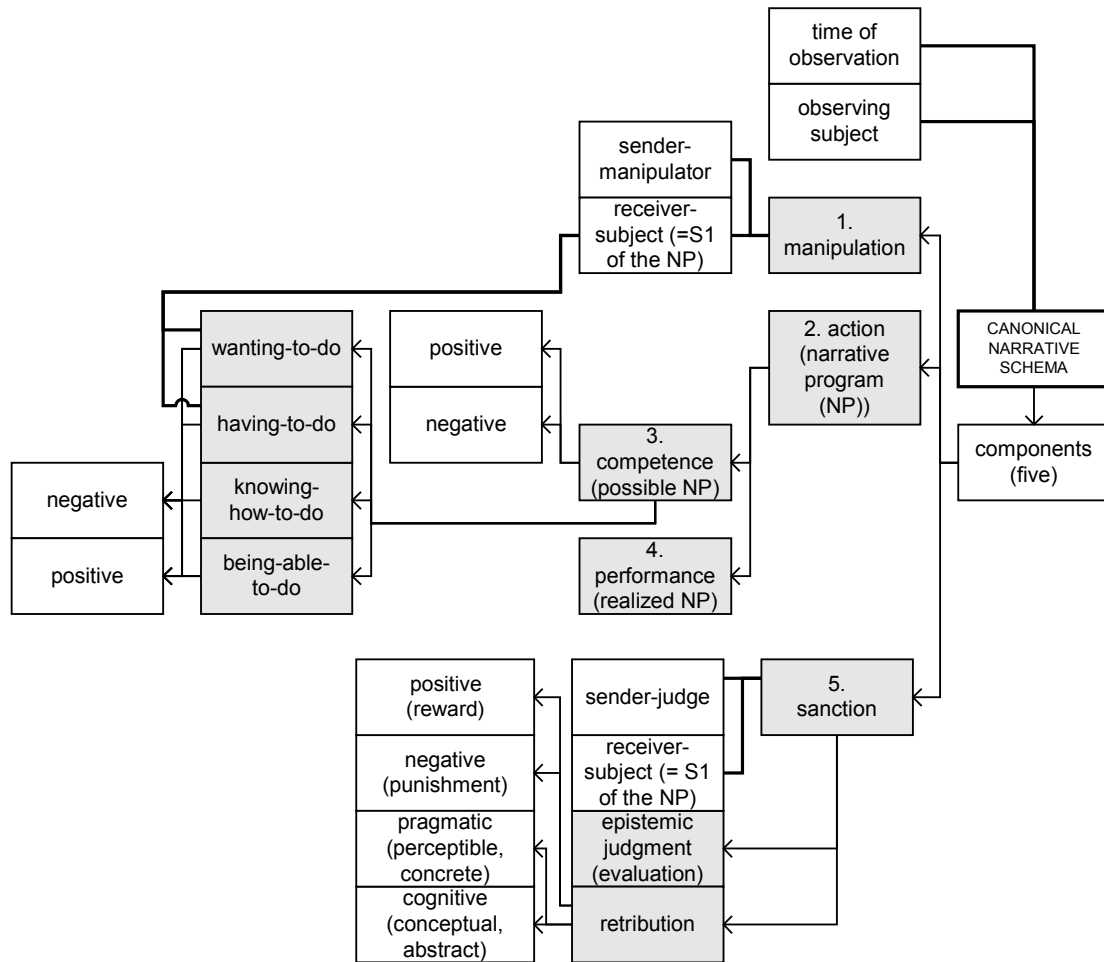 time of
observation
observing
subject
sender-
manipulator
receiver-
subject (=S1
of the NP)
1.
manipulation
wanting-to-do
having-to-do
knowing-
how-to-do
being-able-
to-do
negative
positive
positive
negative
2. action
(narrative
program
(NP))
3.
competence
(possible NP)
4.
performance
(realized NP)
CANONICAL
NARRATIVE
SCHEMA
components
(five)
positive
(reward)
negative
(punishment)
pragmatic
(perceptible,
concrete)
cognitive
(conceptual,
abstract)
sender-judge
receiver-
subject (= S1
of the NP)
epistemic
judgment
(evaluation)
retribution
5.
sanction